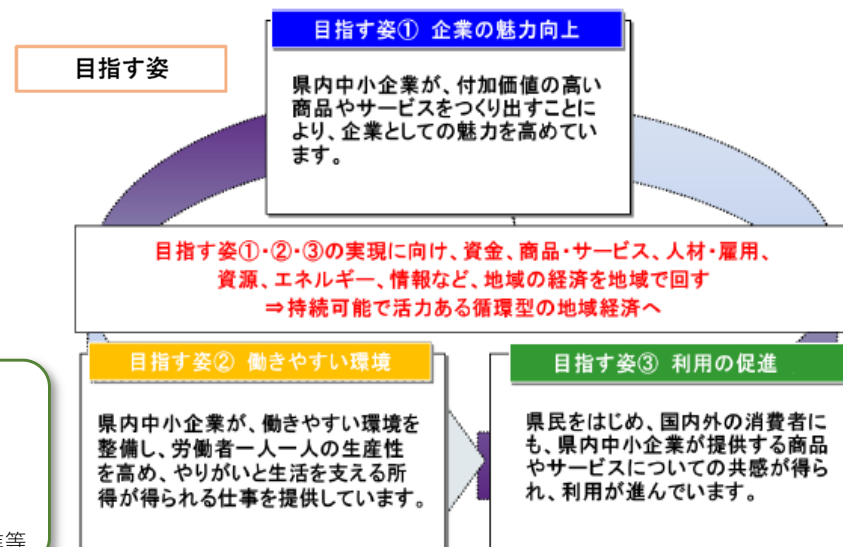 目指す姿
目指す姿① 企業の魅力向上
県内中小企業が、付加価値の高い
商品やサービスをつくり出すことに
より、企業としての魅力を高めてい
ます。
目指す姿①・②・③の実現に向け、資金、商品・サービス、人材・雇用、
資源、エネルギー、情報など、地域の経済を地域で回す
⇒持続可能で活力ある循環型の地域経済へ
目指す姿② 働きやすい環境
県内中小企業が、働きやすい環境を
整備し、労働者一人一人の生産性
を高め、やりがいと生活を支える所
得が得られる仕事を提供しています。
目指す姿③ 利用の促進
県民をはじめ、国内外の消費者に
も、県内中小企業が提供する商品
やサービスについての共感が得ら
れ、利用が進んでいます。
等